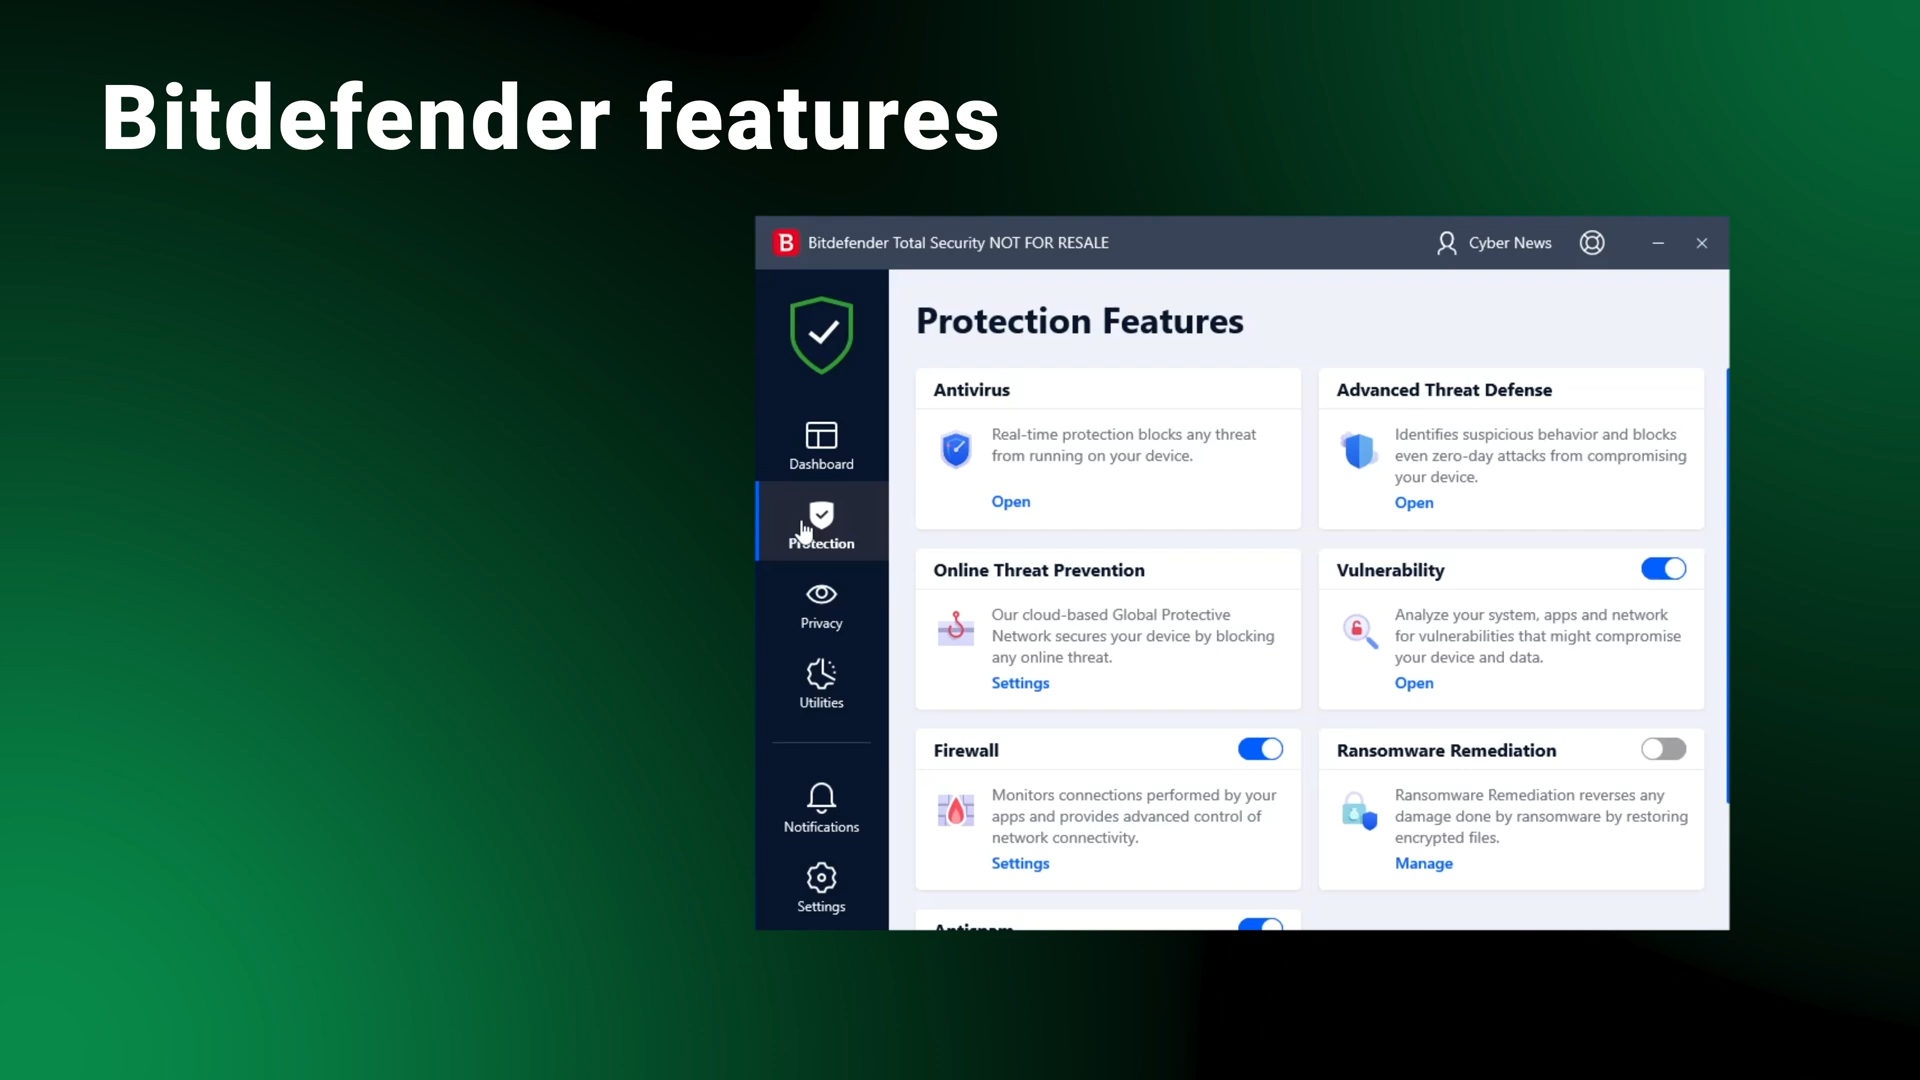 Bitdefender features
B Bitdefender Total Security NOT FOR RESALE
Cyber News
Dashboard
Protection
Privacy
Utilities
Notifications
Settings
Protection Features
Antivirus
Real-time protection blocks any threat
from running on your device.
Open
Advanced Threat Defense
Identifies suspicious behavior and blocks
even zero-day attacks from compromising
your device.
Open
Online Threat Prevention
Our cloud-based Global Protective
Network secures your device by blocking
any online threat.
Settings
Vulnerability
Analyze your system, apps and network
for vulnerabilities that might compromise
your device and data.
Open
Firewall
Monitors connections performed by your
apps and provides advanced control of
network connectivity.
Settings
Ransomware Remediation
Ransomware Remediation reverses any
damage done by ransomware by restoring
encrypted files.
Manage
Antispam